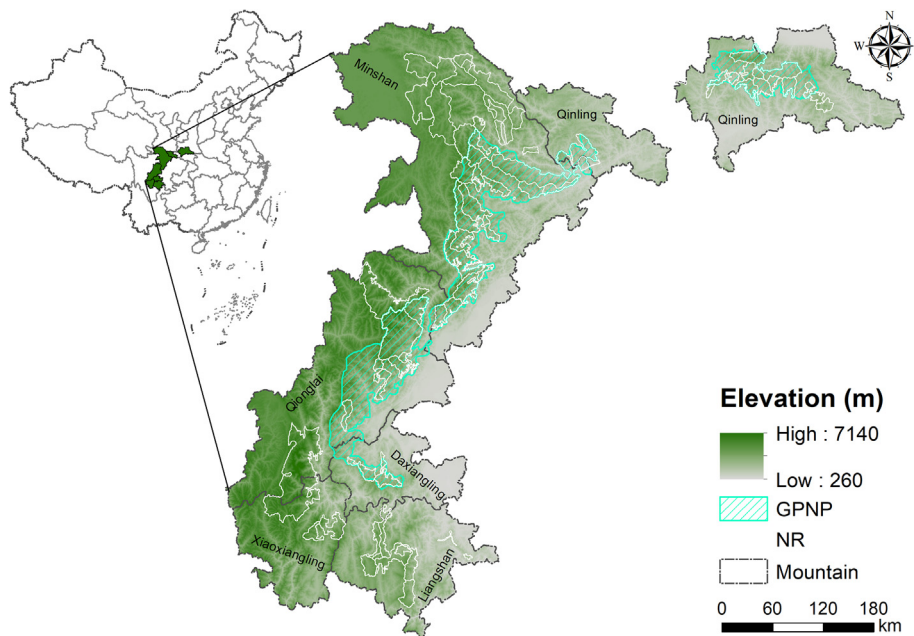 N
W
E
S
Minshan
Qinling
Qinling
Qionglai
Daxiangling
Xiaoxiangling
Liangshan
Elevation (m)
High : 7140
Low : 260
GPNP
NR
Mountain
0 60 120 180
km